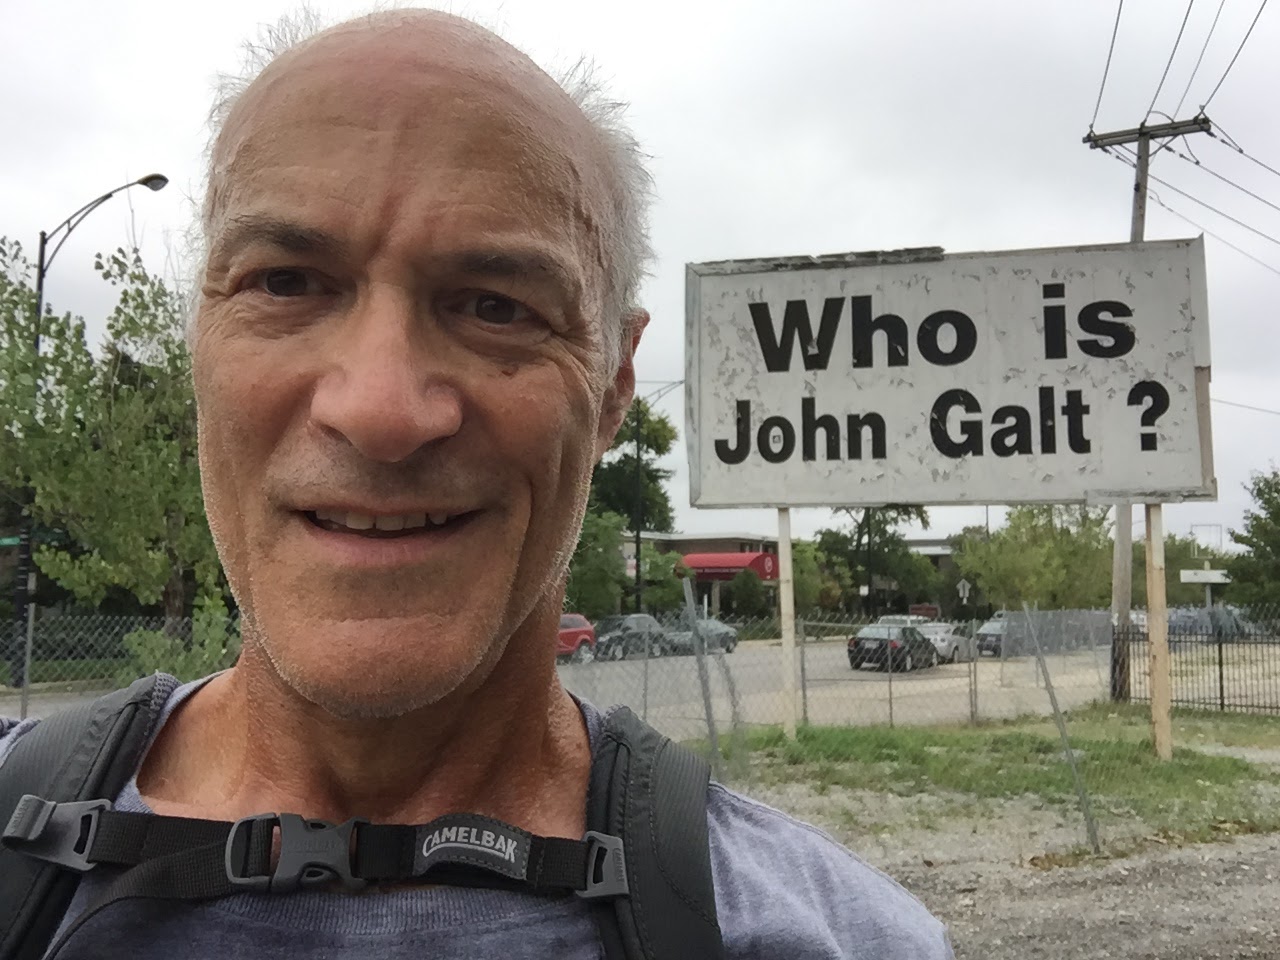 Who is
John Galt ?
CAMELBAK